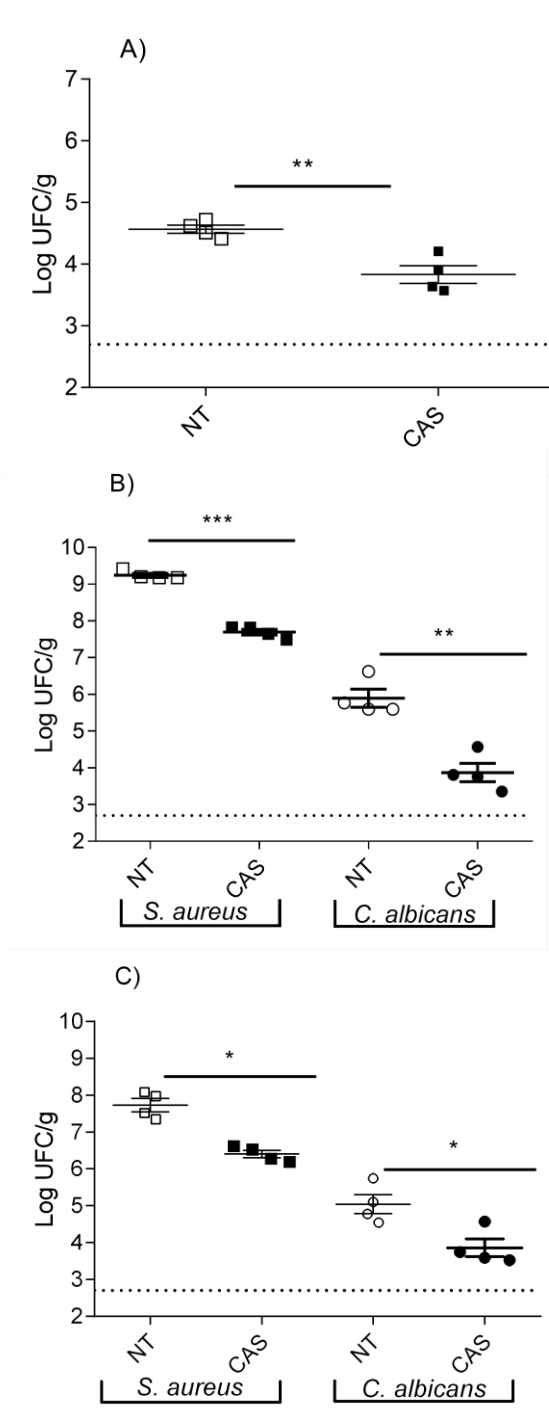 A)
7
6
5
4
3
2
Log UFC/g
**
NT
CAS
B)
10
9
8
7
6
5
4
3
2
Log UFC/g
***
**
NT
CAS
NT
CAS
S. aureus
C. albicans
C)
10
9
8
7
6
5
4
3
2
Log UFC/g
*
*
NT
CAS
NT
CAS
S. aureus
C. albicans